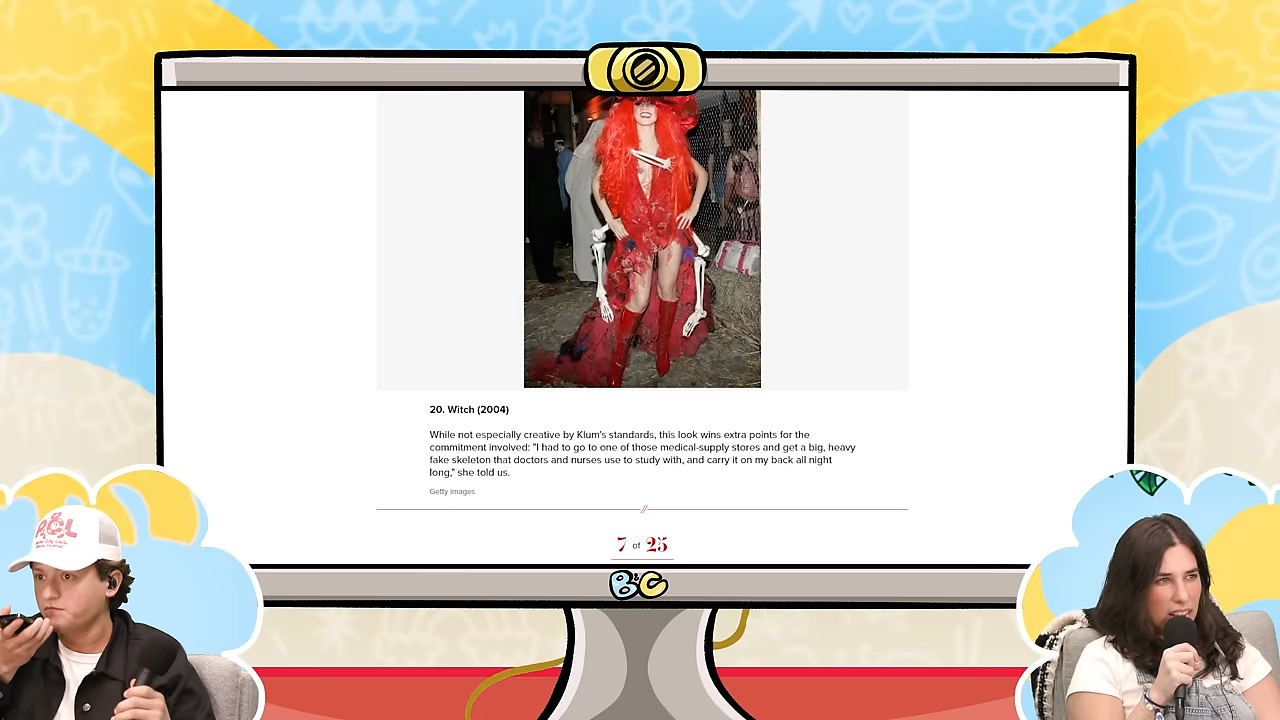 20. Witch (2004)
While not especially creative by Klum's standards, this look wins extra points for the
commitment involved: "I had to go to one of those medical-supply stores and get a big, heavy
fake skeleton that doctors and nurses use to study with, and carry it on my back all night
long," she told us.
Getty Images
7 of 25
B&C